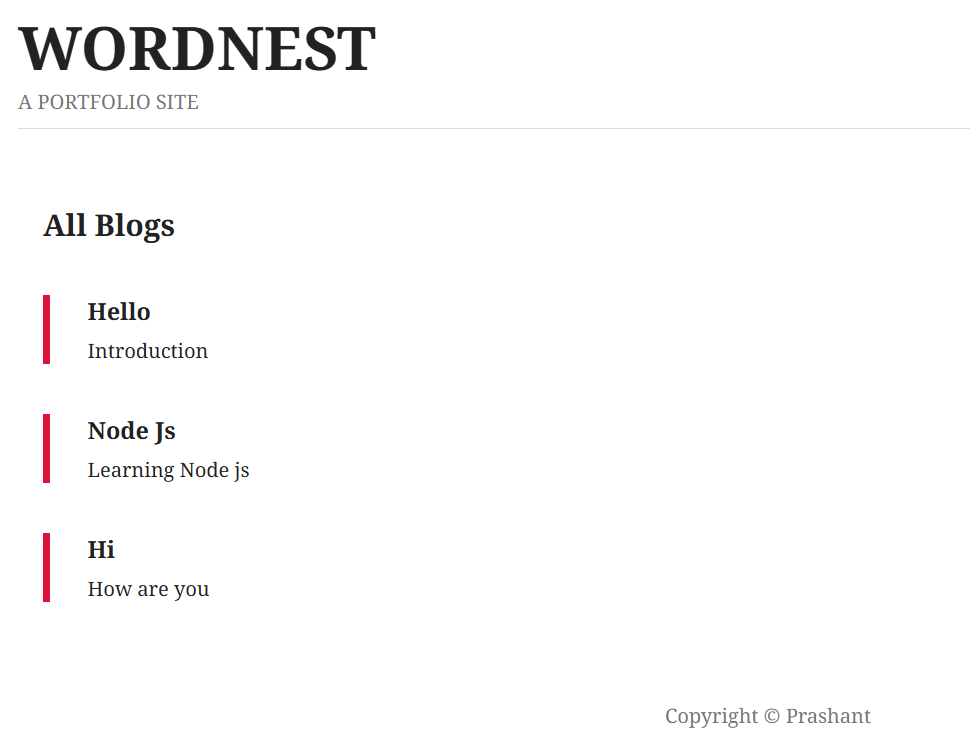 WORDNEST
A PORTFOLIO SITE
All Blogs
Hello
Introduction
Node Js
Learning Node js
Hi
How are you
Copyright © Prashant